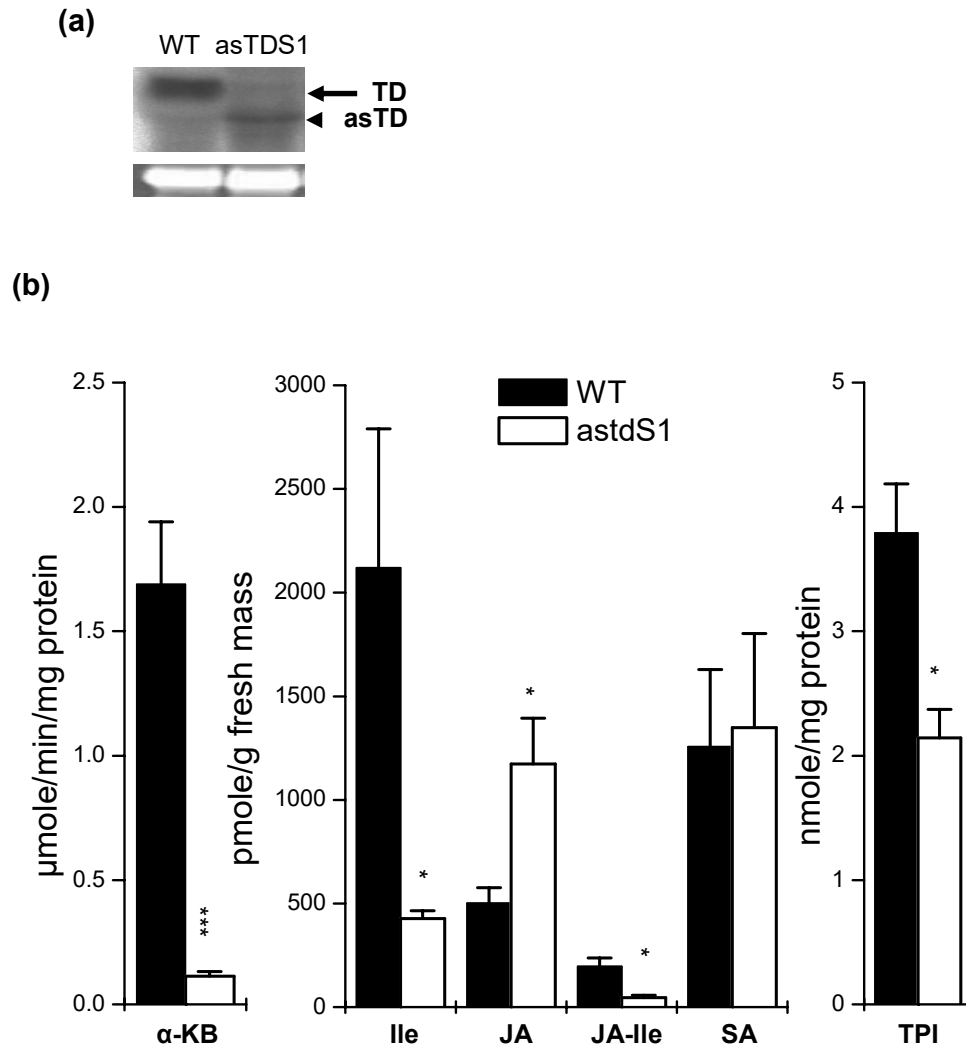 (a)
WT asTDS1
TD
asTD
(b)
WT
astdS1
µmole/min/mg protein
2.5
2.0
1.5
1.0
0.5
0.0
***
α-KB
pmole/g fresh mass
3000
2500
2000
1500
1000
500
0
*
*
*
Ile
JA
JA-Ile
SA
nmole/mg protein
5
4
3
2
1
0
*
TPI